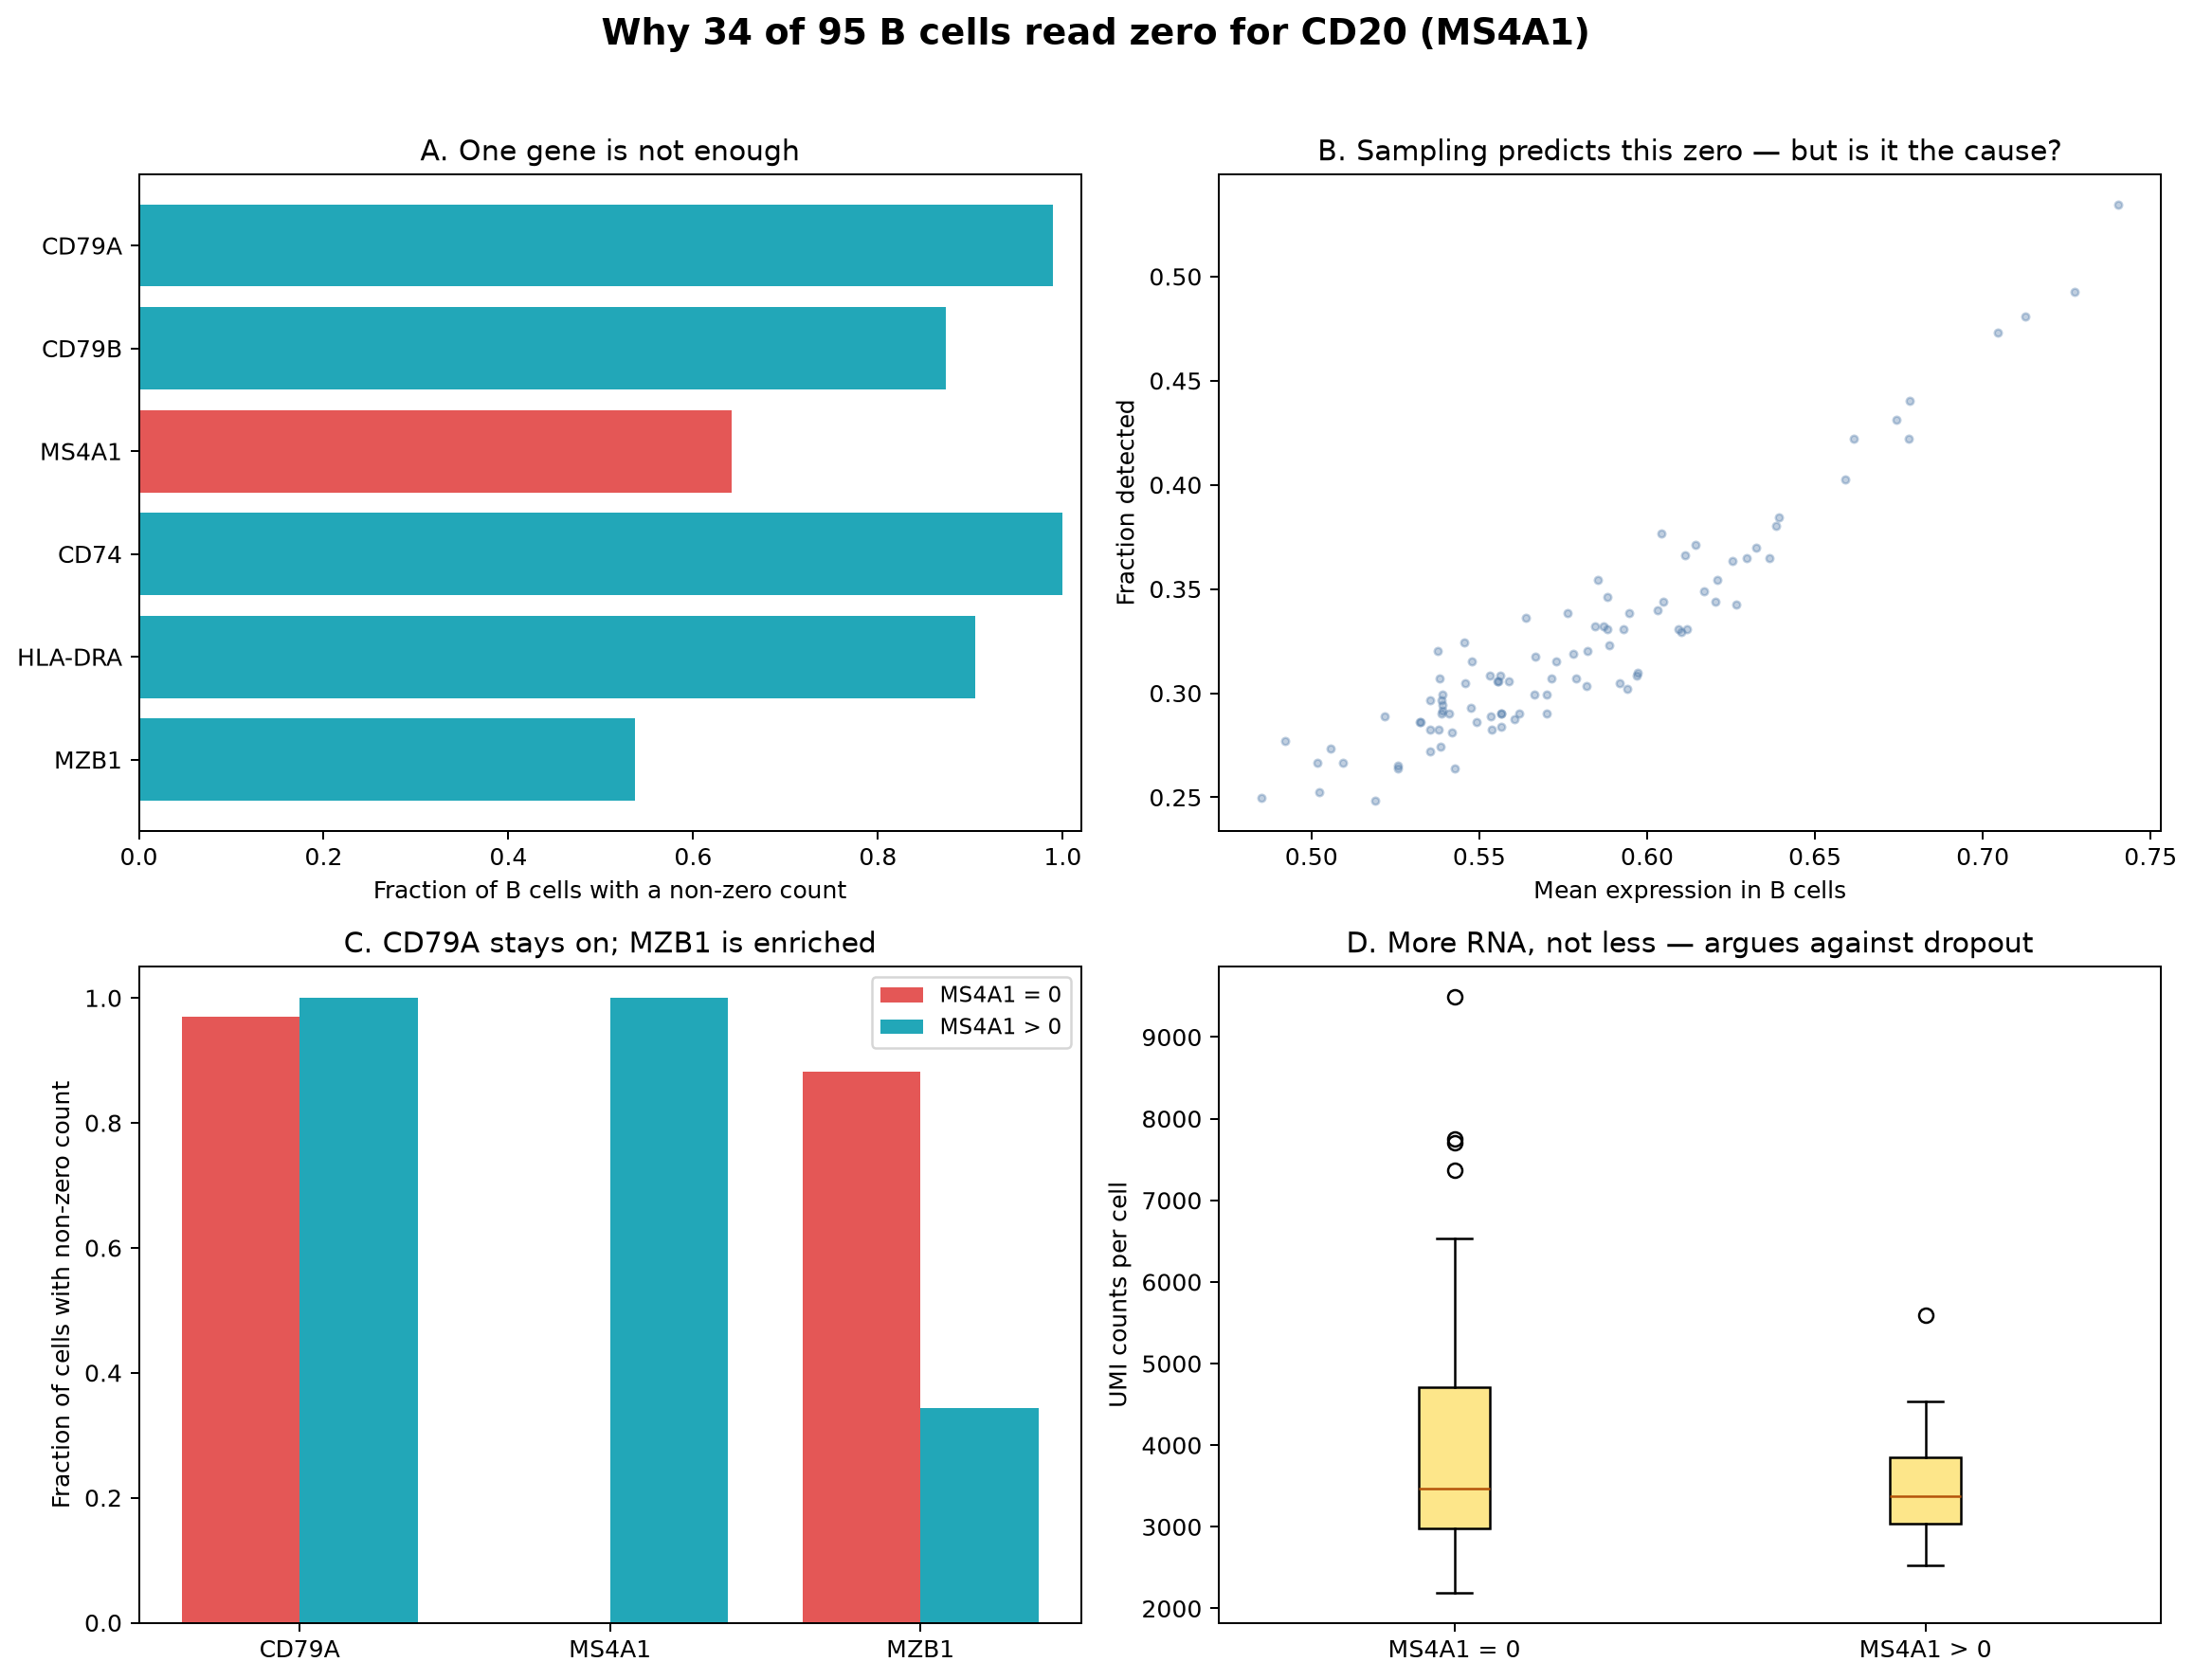 Why 34 of 95 B cells read zero for CD20 (MS4A1)
A. One gene is not enough
CD79A
CD79B
MS4A1
CD74
HLA-DRA
MZB1
0.0 0.2 0.4 0.6 0.8 1.0
Fraction of B cells with a non-zero count
B. Sampling predicts this zero — but is it the cause?
Fraction detected
0.50
0.45
0.40
0.35
0.30
0.25
0.50 0.55 0.60 0.65 0.70 0.75
Mean expression in B cells
C. CD79A stays on; MZB1 is enriched
Fraction of cells with non-zero count
1.0
0.8
0.6
0.4
0.2
0.0
MS4A1 = 0
MS4A1 > 0
CD79A MS4A1 MZB1
D. More RNA, not less — argues against dropout
UMI counts per cell
9000
8000
7000
6000
5000
4000
3000
2000
MS4A1 = 0 MS4A1 > 0